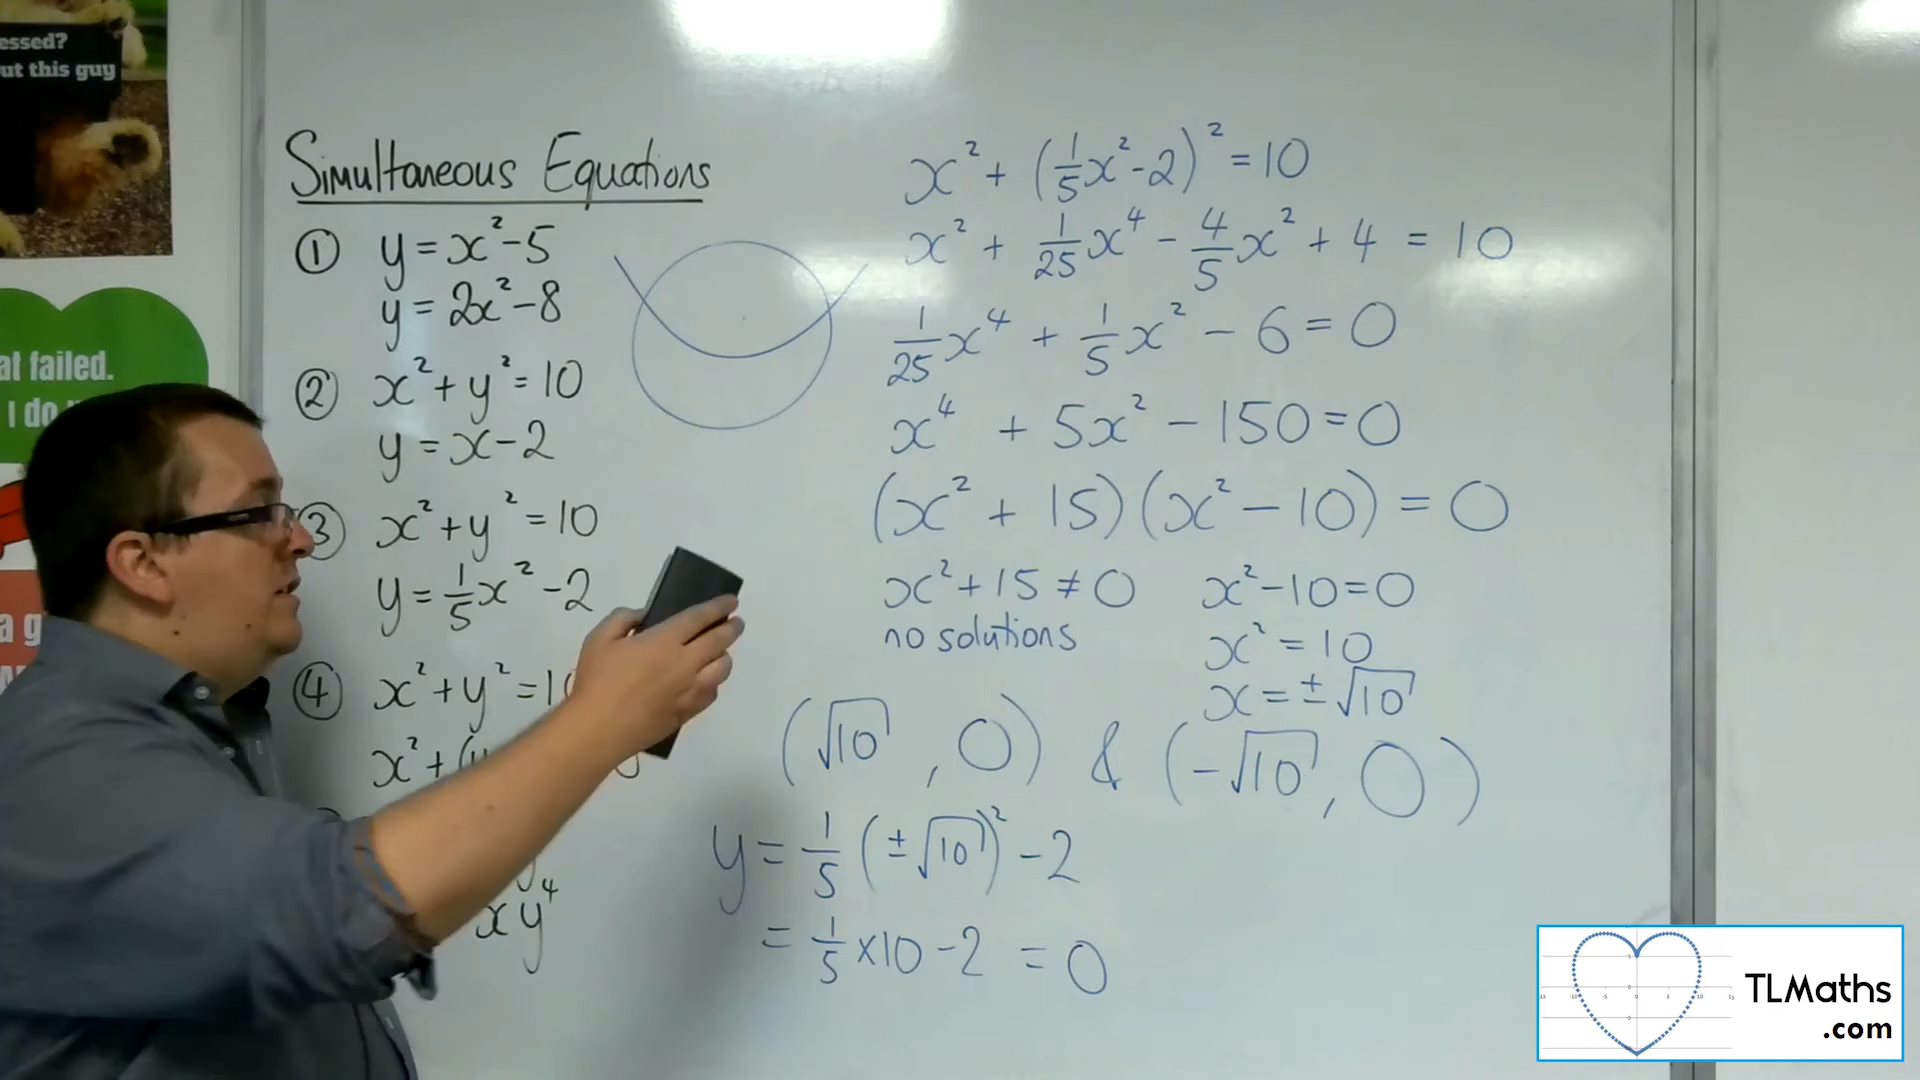 essed?
ut this guy
at failed.
I do
a g
Simultaneous Equations
① y = x² - 5
y = 2x² - 8
② x² + y² = 10
y = x - 2
③ x² + y² = 10
y = 1/5 x² - 2
④ x² + y² = 10
x² + (y
xy⁴
x² + (1/5 x² - 2)² = 10
x² + 1/25 x⁴ - 4/5 x² + 4 = 10
1/25 x⁴ + 1/5 x² - 6 = 0
x⁴ + 5x² - 150 = 0
(x² + 15)(x² - 10) = 0
x² + 15 ≠ 0
no solutions
x² - 10 = 0
x² = 10
x = ±√10
(√10, 0) & (-√10, 0)
y = 1/5 (±√10)² - 2
= 1/5 × 10 - 2 = 0
TLMaths
.com